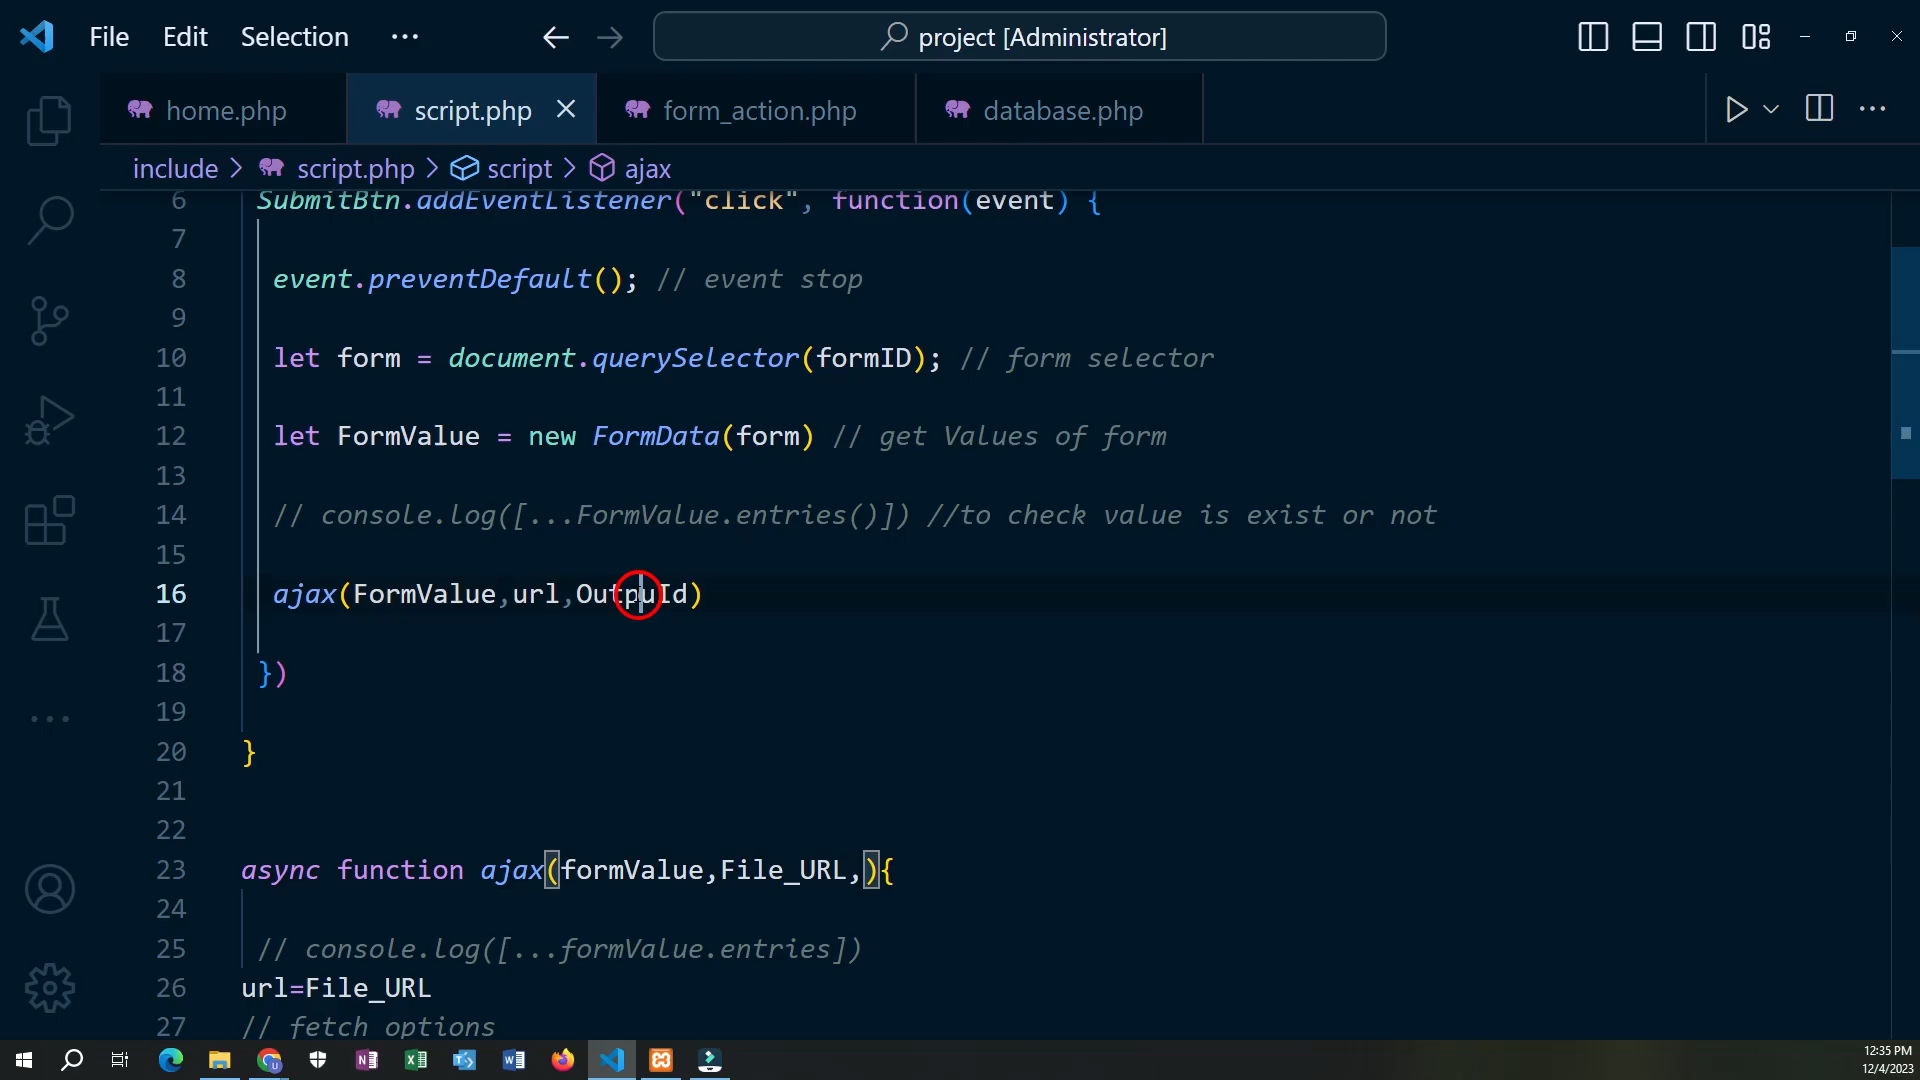 File Edit Selection ··· project [Administrator]
home.php script.php form_action.php database.php
include > script.php > script > ajax
6 SubmitBtn.addEventListener("click", function(event) {
7
8 event.preventDefault(); // event stop
9
10 let form = document.querySelector(formID); // form selector
11
12 let FormValue = new FormData(form) // get Values of form
13
14 // console.log([...FormValue.entries()]) //to check value is exist or not
15
16 ajax(FormValue,url,OutpuId)
17
18 })
19
20 }
21
22
23 async function ajax(formValue,File_URL,){
24
25 // console.log([...formValue.entries])
26 url=File_URL
27 // fetch options
12:35 PM
12/4/2023